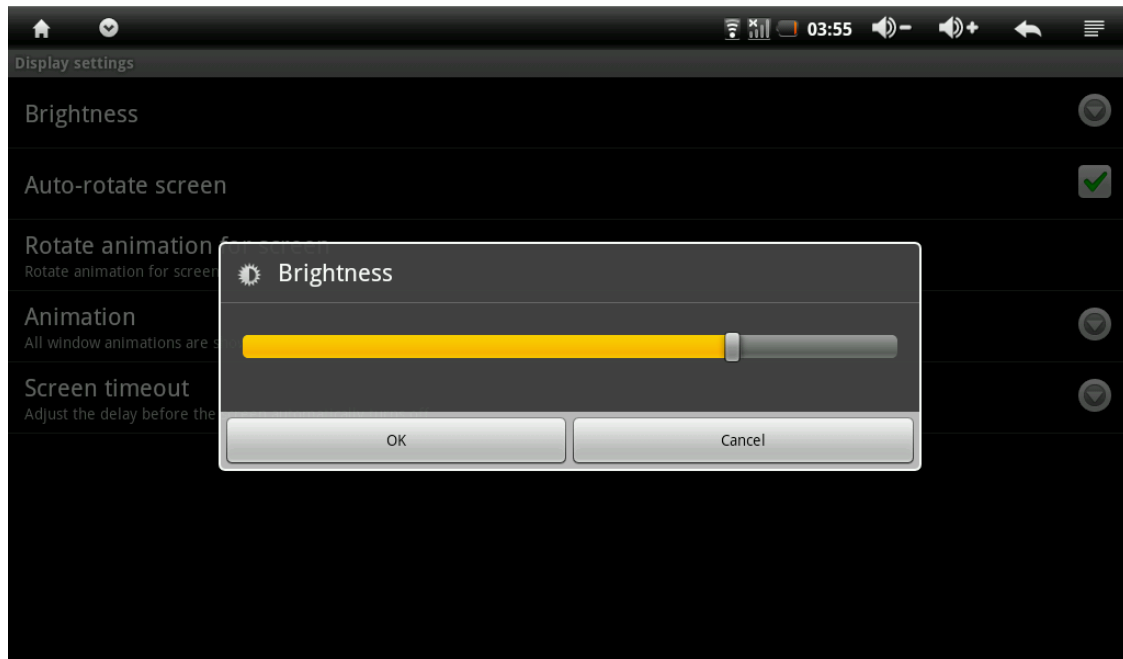 03:55
Display settings
Brightness
Auto-rotate screen
Rotate animation for screen
Rotate animation for screen
Animation
All window animations are
Screen timeout
Adjust the delay before the
Brightness
OK
Cancel